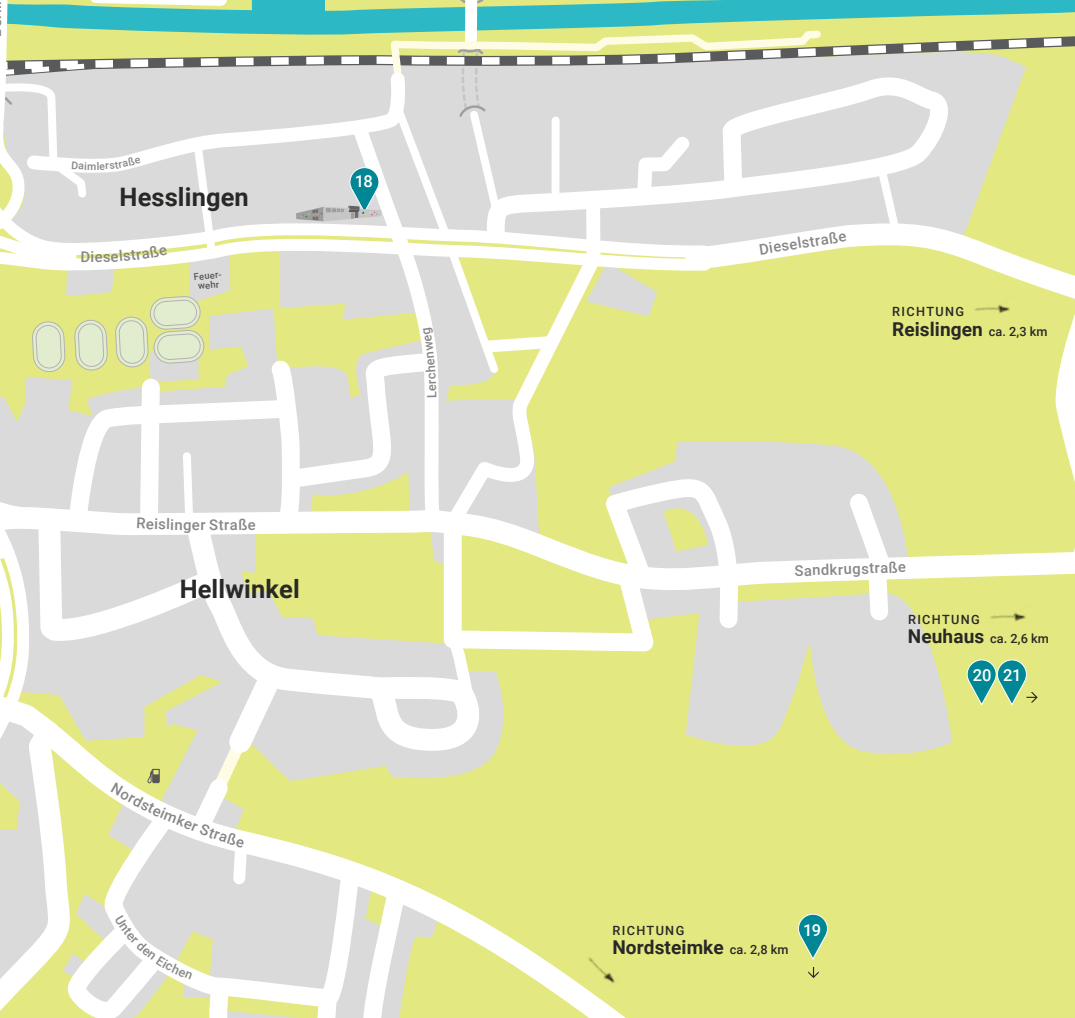 Daimlerstraße
Hesslingen
18
Dieselstraße
Dieselstraße
Feuer-
wehr
RICHTUNG
Reislingen ca. 2,3 km
Lerchenweg
Reislinger Straße
Sandkrugstraße
Hellwinkel
RICHTUNG
Neuhaus ca. 2,6 km
20 21
Nordsteimker Straße
Unter den Eichen
RICHTUNG
Nordsteimke ca. 2,8 km
19